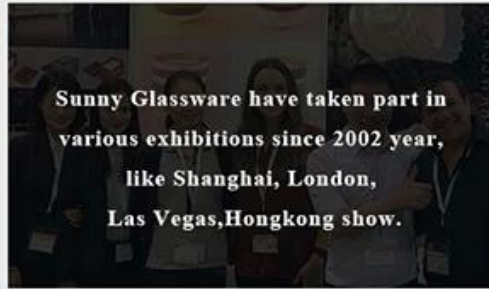 Sunny Glassware have taken part in
various exhibitions since 2002 year,
like Shanghai, London,
Las Vegas,Hongkong show.